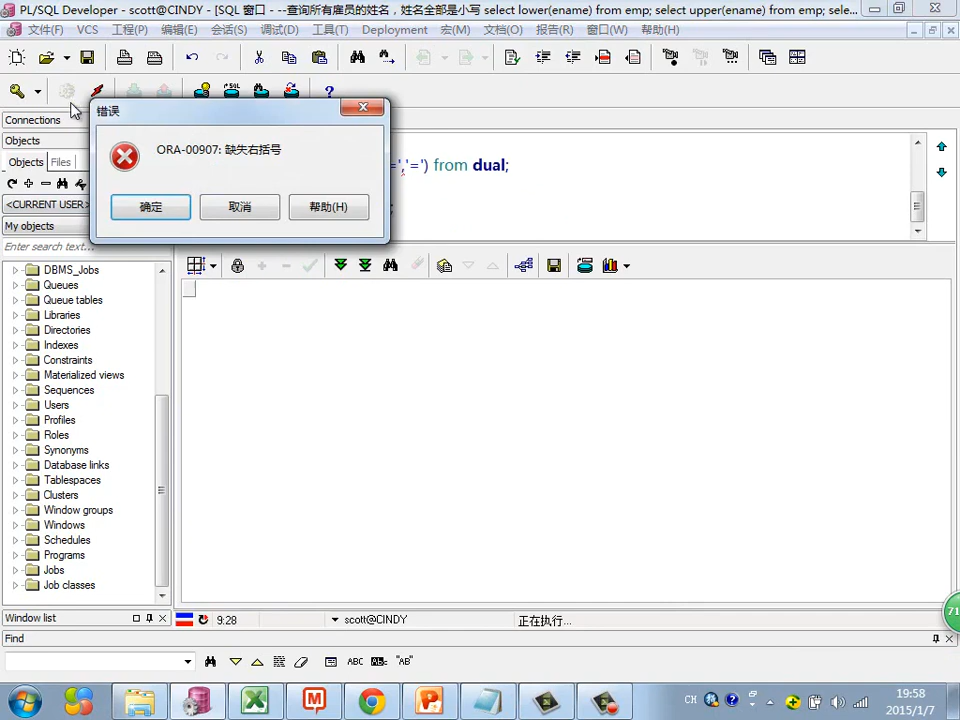 PL/SQL Developer - scott@CINDY - [SQL 窗口 - --查询所有雇员的姓名，姓名全部是小写 select lower(ename) from emp; select upper(ename) from emp; sele...
文件(F) VCS 工程(P) 编辑(E) 会话(S) 调试(D) 工具(T) Deployment 宏(M) 文档(O) 报告(R) 窗口(W) 帮助(H)
Connections
Objects
Objects Files
<CURRENT USER>
My objects
Enter search text...
错误
ORA-00907: 缺失右括号
确定 取消 帮助(H)
=','=') from dual;
;
DBMS_Jobs
Queues
Queue tables
Libraries
Directories
Indexes
Constraints
Materialized views
Sequences
Users
Profiles
Roles
Synonyms
Database links
Tablespaces
Clusters
Window groups
Windows
Schedules
Programs
Jobs
Job classes
Window list
9:28 scott@CINDY 正在执行...
Find
ABC "AB"
71
CH
19:58
2015/1/7